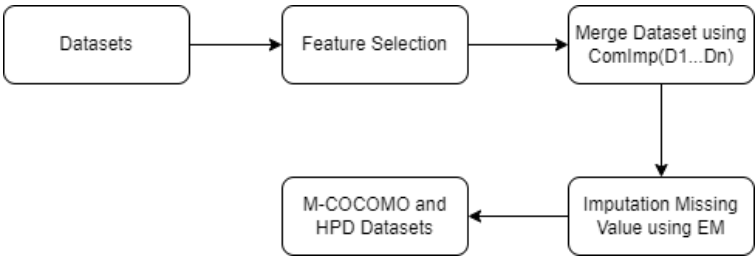 Datasets
Feature Selection
Merge Dataset using
ComImp(D1...Dn)
Imputation Missing
Value using EM
M-COCOMO and
HPD Datasets